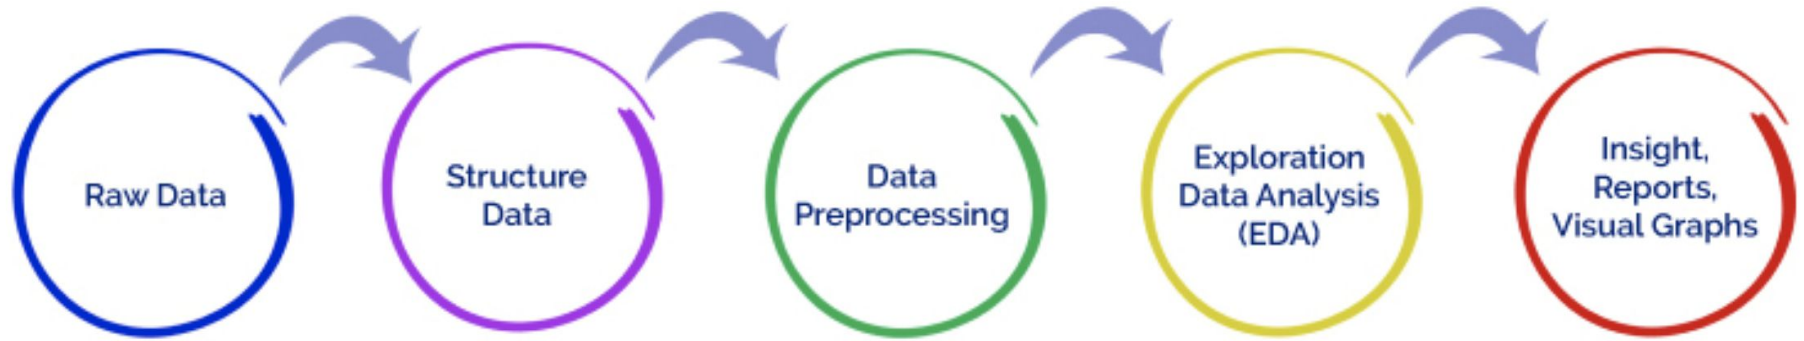 Raw Data
Structure
Data
Data
Preprocessing
Exploration
Data Analysis
(EDA)
Insight,
Reports,
Visual Graphs